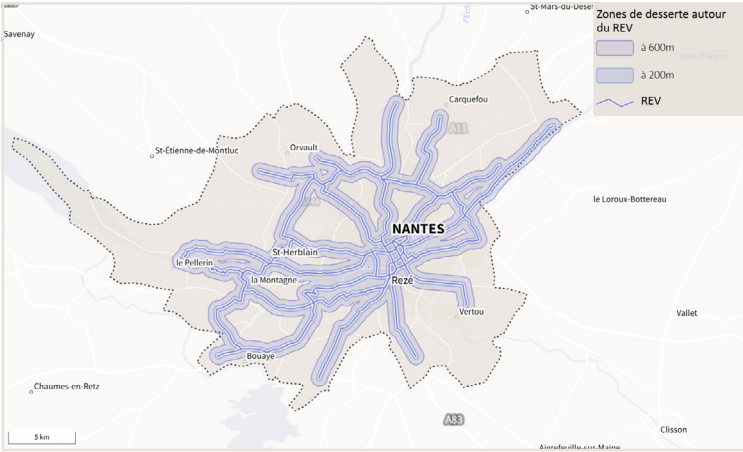 St-Mars-du-Désert
Zones de desserte autour
du REV
à 600m
à 200m
REV
Savenay
Carquefou
A11
St-Étienne-de-Montluc
Orvault
le Loroux-Bottereau
NANTES
St-Herblain
le Pellerin
la Montagne
Rezé
Vertou
Vallet
Bouaye
Chaumes-en-Retz
A83
Clisson
5 km
Aigrefeuille-sur-Maine